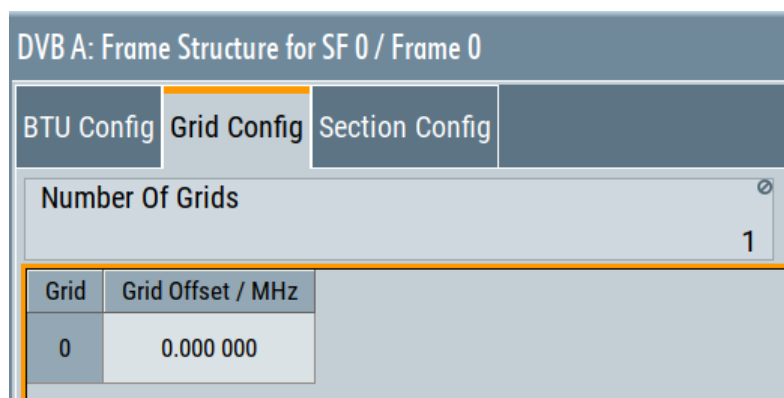 DVB A: Frame Structure for SF 0 / Frame 0
BTU Config Grid Config Section Config
Number Of Grids
1
Grid Grid Offset / MHz
0 0.000 000